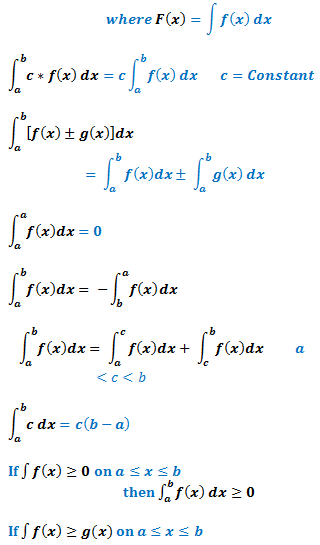 where F(x) = ∫ f(x) dx
∫_a^b c * f(x) dx = c ∫_a^b f(x) dx c = Constant
∫_a^b [f(x) ± g(x)]dx
= ∫_a^b f(x)dx ± ∫_a^b g(x) dx
∫_a^a f(x)dx = 0
∫_a^b f(x)dx = − ∫_b^a f(x)dx
∫_a^b f(x)dx = ∫_a^c f(x)dx + ∫_c^b f(x)dx a
< c < b
∫_a^b c dx = c(b − a)
If ∫ f(x) ≥ 0 on a ≤ x ≤ b
then ∫_a^b f(x) dx ≥ 0
If ∫ f(x) ≥ g(x) on a ≤ x ≤ b